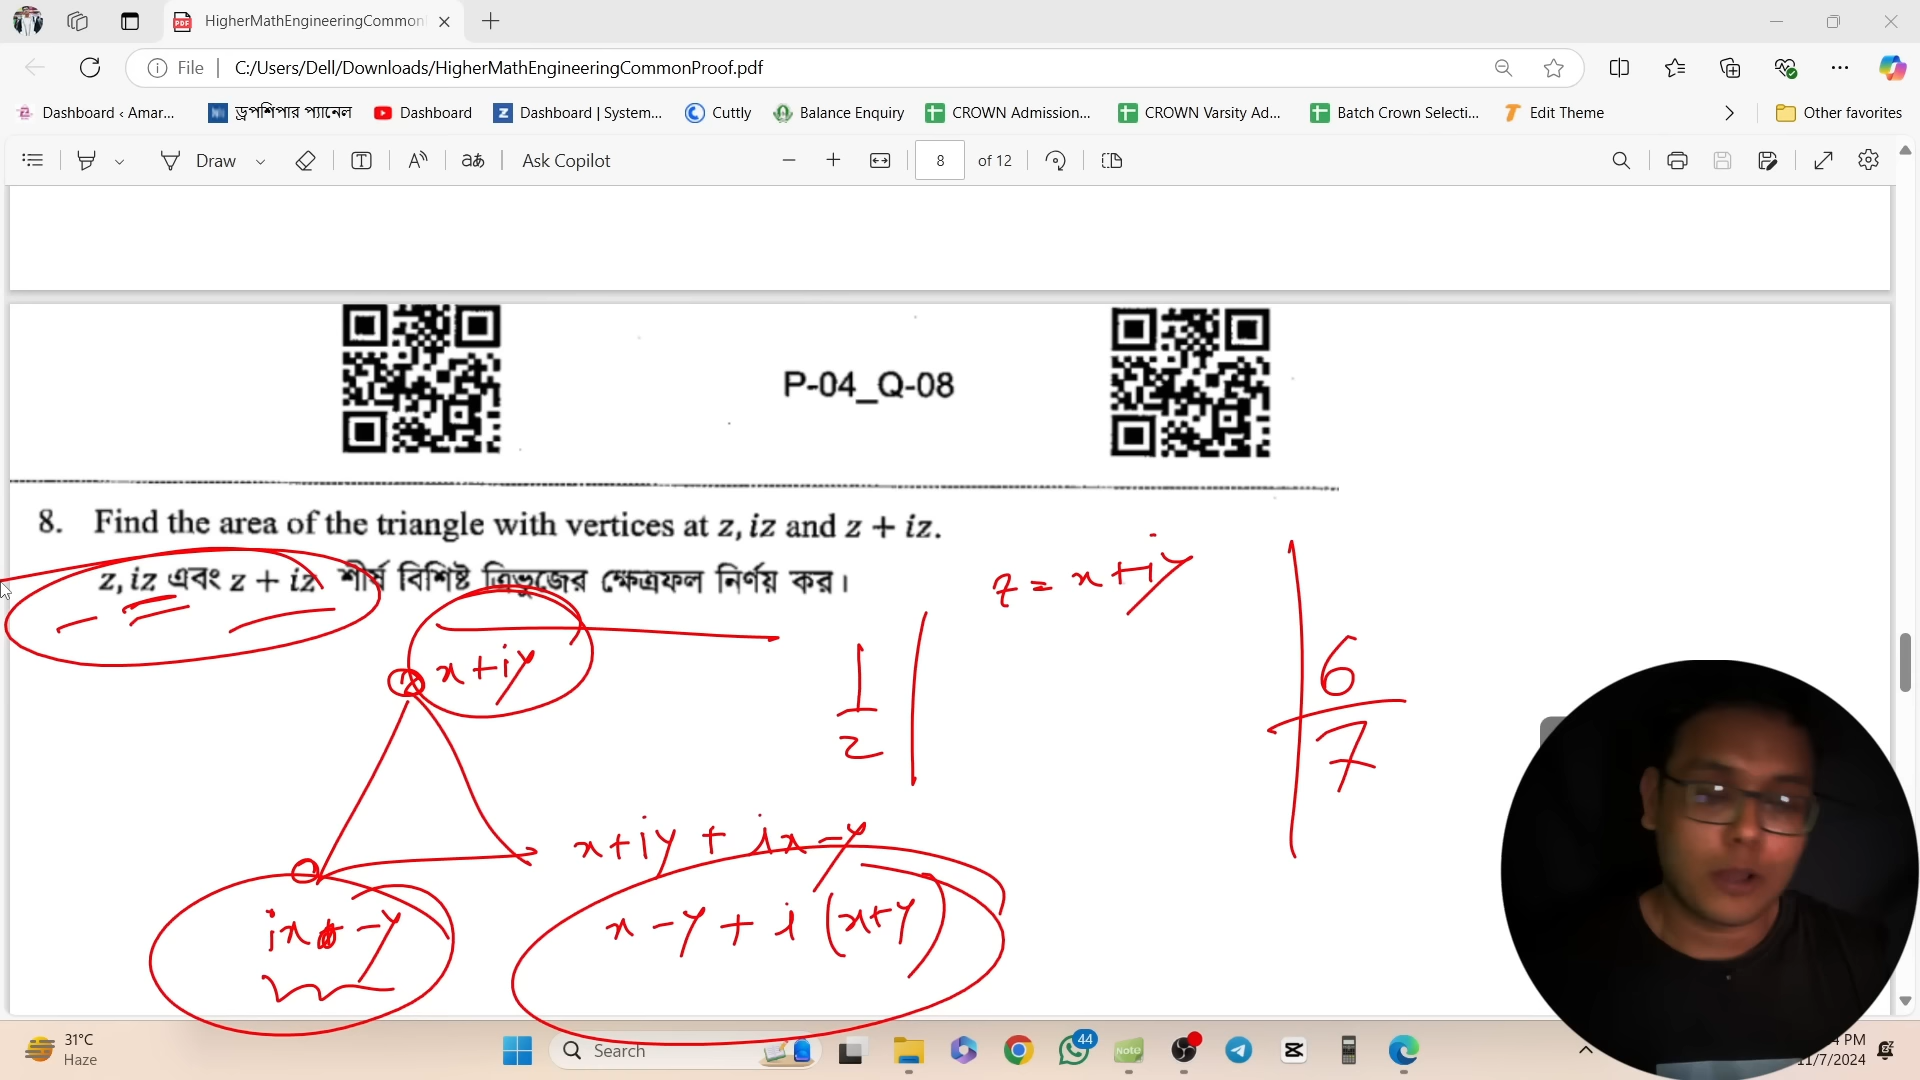 HigherMathEngineeringCommon
File C:/Users/Dell/Downloads/HigherMathEngineeringCommonProof.pdf
Dashboard ‹ Amar... ড্রপশিপার প্যানেল Dashboard Dashboard | System... Cuttly Balance Enquiry CROWN Admission... CROWN Varsity Ad... Batch Crown Selecti... Edit Theme Other favorites
Draw Ask Copilot 8 of 12
P-04_Q-08
8. Find the area of the triangle with vertices at z, iz and z + iz.
z, iz এবং z + iz শীর্ষ বিশিষ্ট ত্রিভুজের ক্ষেত্রফল নির্ণয় কর।
z = x+iy
x+iy
1
2
6
7
x+iy + ix-y
ix -y
x-y + i (x+y)
31°C
Haze
Search
44
PM
11/7/2024